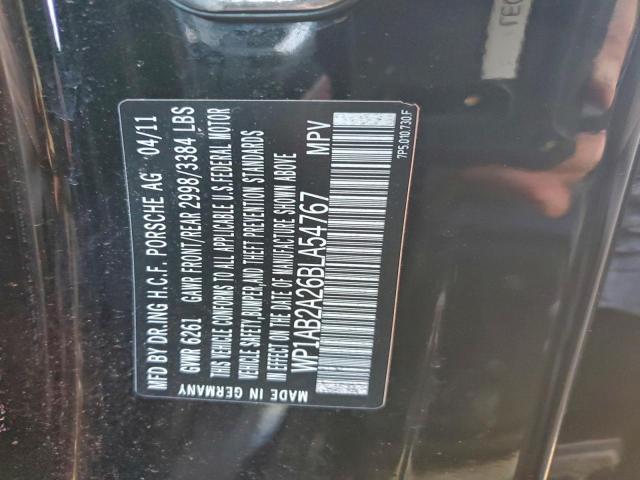 MFD BY DR.ING H.C.F. PORSCHE AG 04/11
GVWR 6261 GAWR FRONT/REAR 2998/3384 LBS
THIS VEHICLE CONFORMS TO ALL APPLICABLE U.S.FEDERAL MOTOR
VEHICLE SAFETY,BUMPER,AND THEFT PREVENTION STANDARDS
IN EFFECT ON THE DATE OF MANUFACTURE SHOWN ABOVE
WP1AB2A26BLA54767 MPV
MADE IN GERMANY
7P5.010.730.F